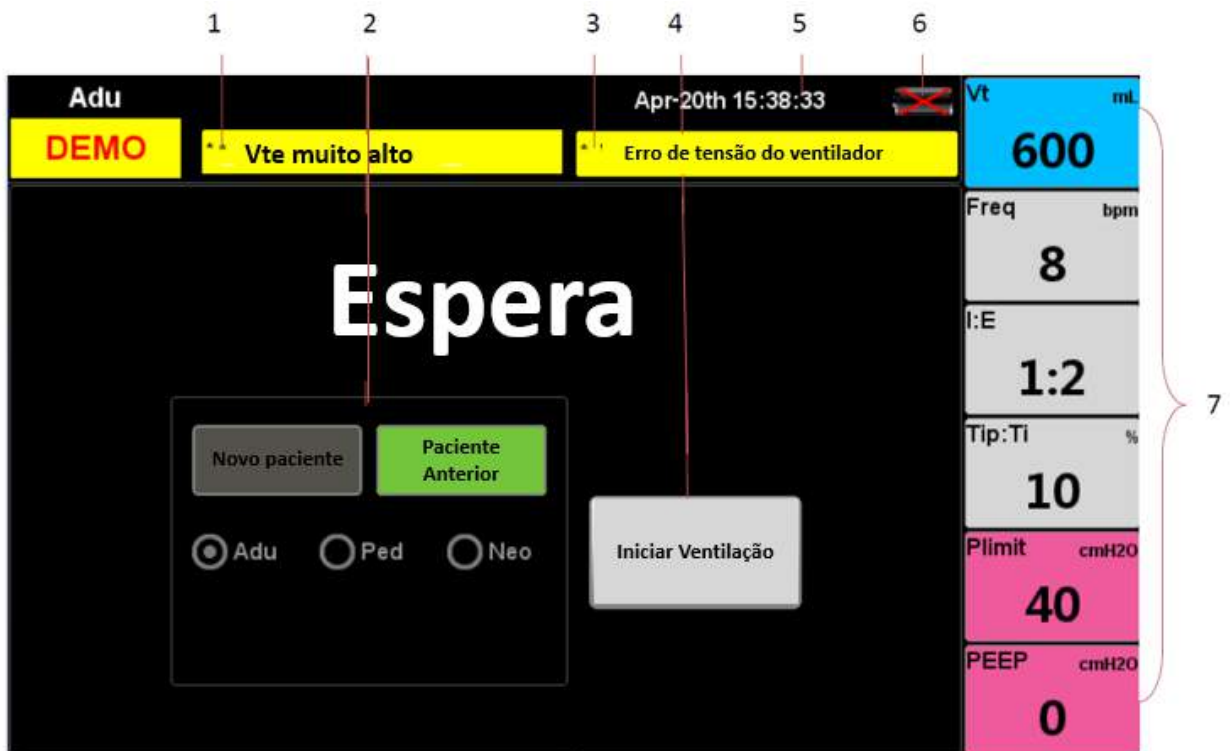 1 2 3 4 5 6
Adu Apr-20th 15:38:33
DEMO Vte muito alto Erro de tensão do ventilador
Vt mL
600
Freq bpm
8
I:E
1:2
Tip:Ti %
10
Plimit cmH2O
40
PEEP cmH2O
0
7
Espera
Novo paciente
Paciente
Anterior
Adu Ped Neo
Iniciar Ventilação